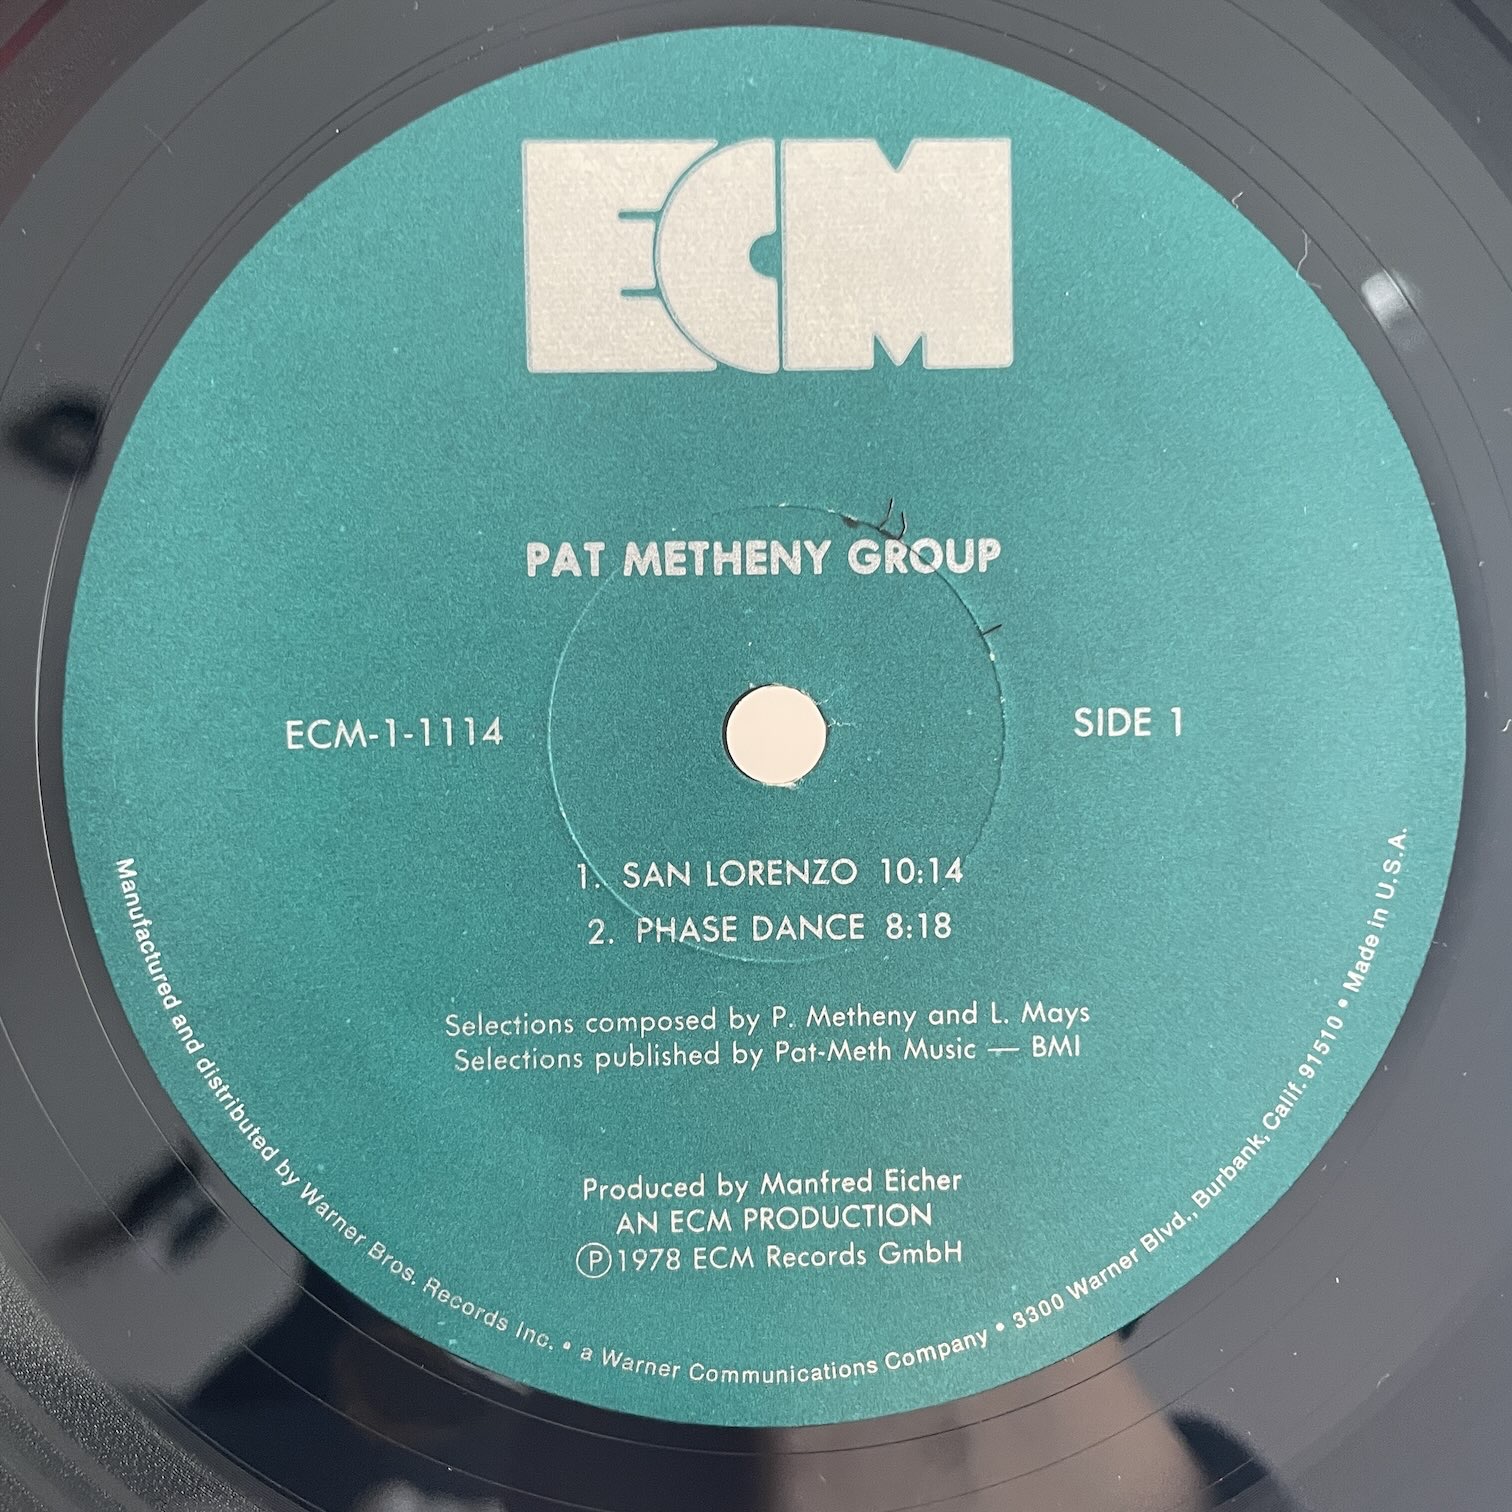 ECM
PAT METHENY GROUP
ECM-1-1114
SIDE 1
1. SAN LORENZO 10:14
2. PHASE DANCE 8:18
Selections composed by P. Metheny and L. Mays
Selections published by Pat-Meth Music — BMI
Produced by Manfred Eicher
AN ECM PRODUCTION
℗1978 ECM Records GmbH
Manufactured and distributed by Warner Bros. Records Inc. • a Warner Communications Company • 3300 Warner Blvd., Burbank, Calif. 91510 • Made in U.S.A.